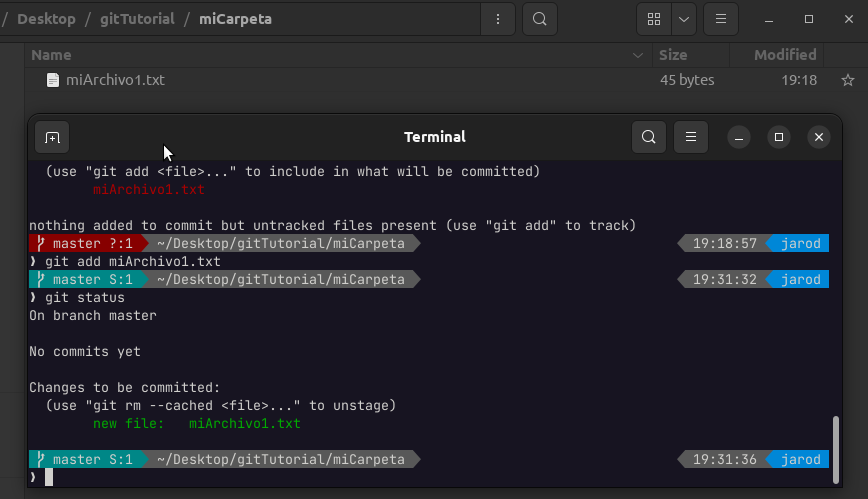 / Desktop / gitTutorial / miCarpeta
Name Size Modified
miArchivo1.txt 45 bytes 19:18
Terminal
(use "git add <file>..." to include in what will be committed)
miArchivo1.txt
nothing added to commit but untracked files present (use "git add" to track)
master ?:1 ~/Desktop/gitTutorial/miCarpeta 19:18:57 jarod
❯ git add miArchivo1.txt
master S:1 ~/Desktop/gitTutorial/miCarpeta 19:31:32 jarod
❯ git status
On branch master
No commits yet
Changes to be committed:
(use "git rm --cached <file>..." to unstage)
new file: miArchivo1.txt
master S:1 ~/Desktop/gitTutorial/miCarpeta 19:31:36 jarod
❯